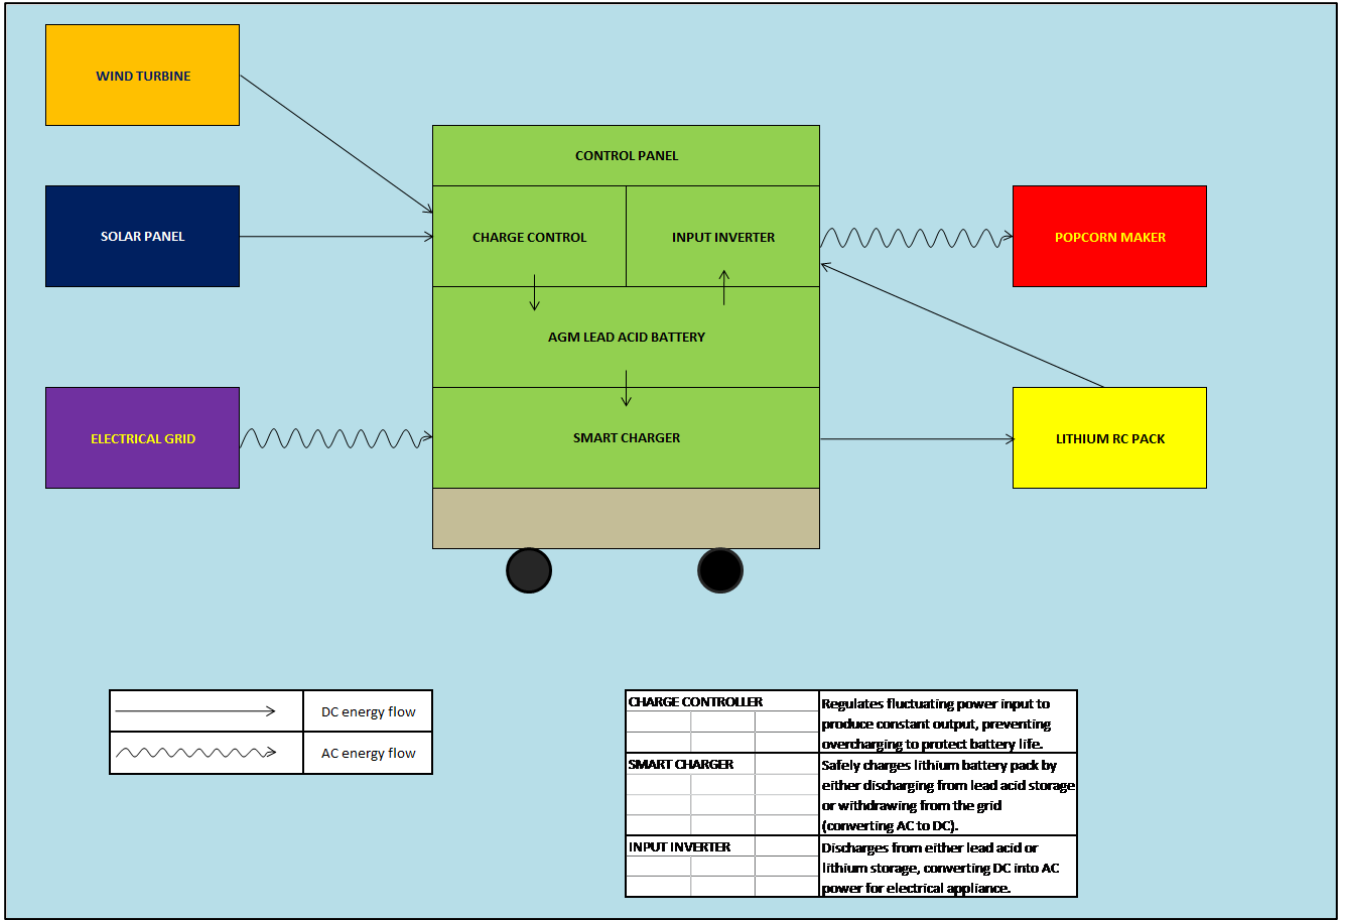 WIND TURBINE
CONTROL PANEL
SOLAR PANEL
CHARGE CONTROL
INPUT INVERTER
POPCORN MAKER
AGM LEAD ACID BATTERY
ELECTRICAL GRID
SMART CHARGER
LITHIUM RC PACK
DC energy flow
AC energy flow
CHARGE CONTROLLER
Regulates fluctuating power input to
produce constant output, preventing
overcharging to protect battery life.
SMART CHARGER
Safely charges lithium battery pack by
either discharging from lead acid storage
or withdrawing from the grid
(converting AC to DC).
INPUT INVERTER
Discharges from either lead acid or
lithium storage, converting DC into AC
power for electrical appliance.